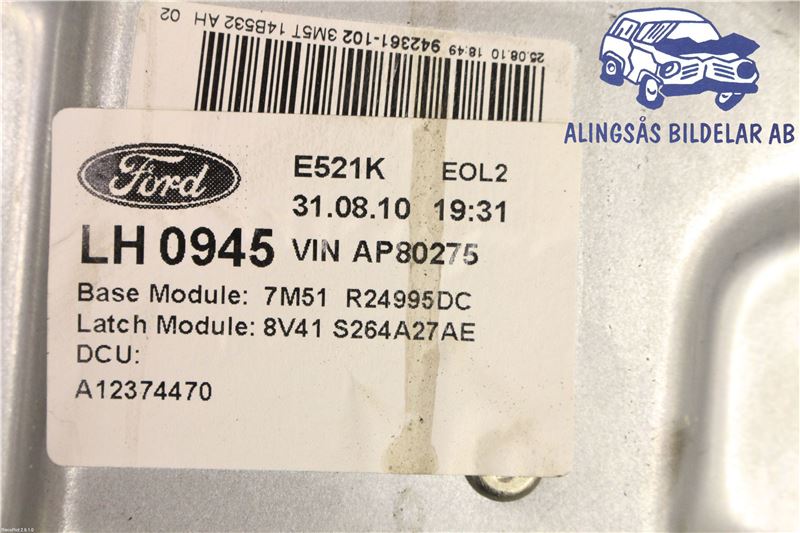 25.08.10 18:49 942361-102 3M5T 14B532 AH 02
ALINGSÅS BILDELAR AB
Ford
E521K EOL2
31.08.10 19:31
LH 0945 VIN AP80275
Base Module: 7M51 R24995DC
Latch Module: 8V41 S264A27AE
DCU:
A12374470